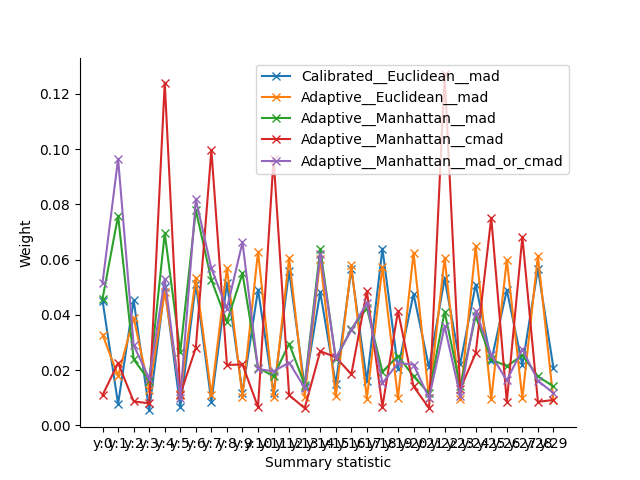 Calibrated__Euclidean__mad
Adaptive__Euclidean__mad
Adaptive__Manhattan__mad
Adaptive__Manhattan__cmad
Adaptive__Manhattan__mad_or_cmad
0.12
0.10
0.08
0.06
0.04
0.02
0.00
Weight
y:0 y:1 y:2 y:3 y:4 y:5 y:6 y:7 y:8 y:9 y:10 y:11 y:12 y:13 y:14 y:15 y:16 y:17 y:18 y:19 y:20 y:21 y:22 y:23 y:24 y:25 y:26 y:27 y:28 y:29
Summary statistic